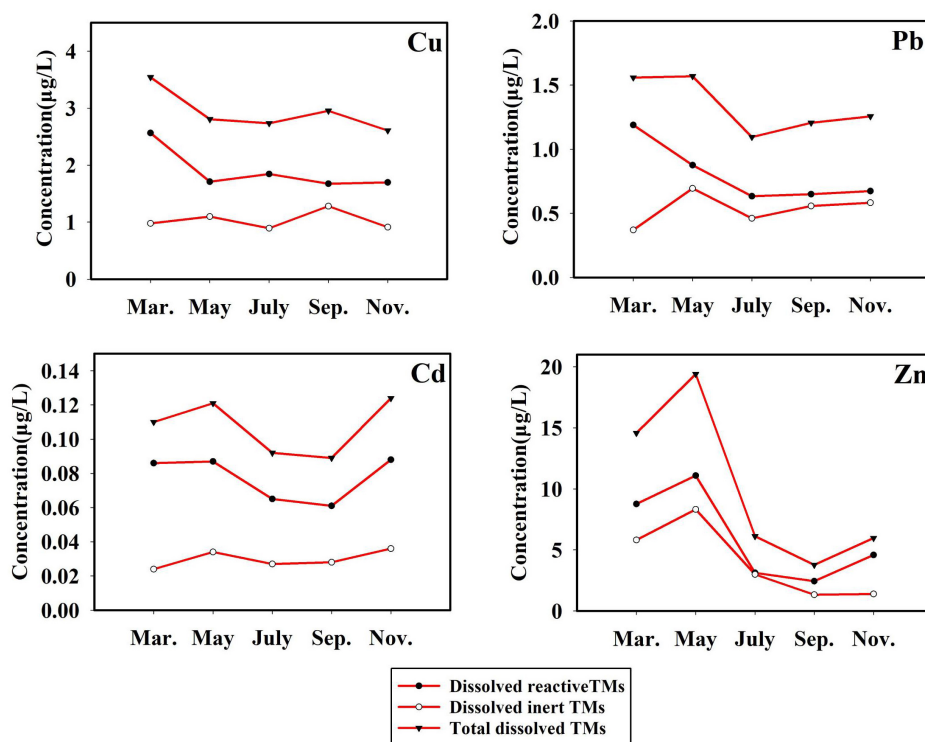 Cu
Concentration(µg/L)
4
3
2
1
0
Mar. May July Sep. Nov.
Pb
Concentration(µg/L)
2.0
1.5
1.0
0.5
0.0
Mar. May July Sep. Nov.
Cd
Concentration(µg/L)
0.14
0.12
0.10
0.08
0.06
0.04
0.02
0.00
Mar. May July Sep. Nov.
Zn
Concentration(µg/L)
20
15
10
5
0
Mar. May July Sep. Nov.
Dissolved reactiveTMs
Dissolved inert TMs
Total dissolved TMs